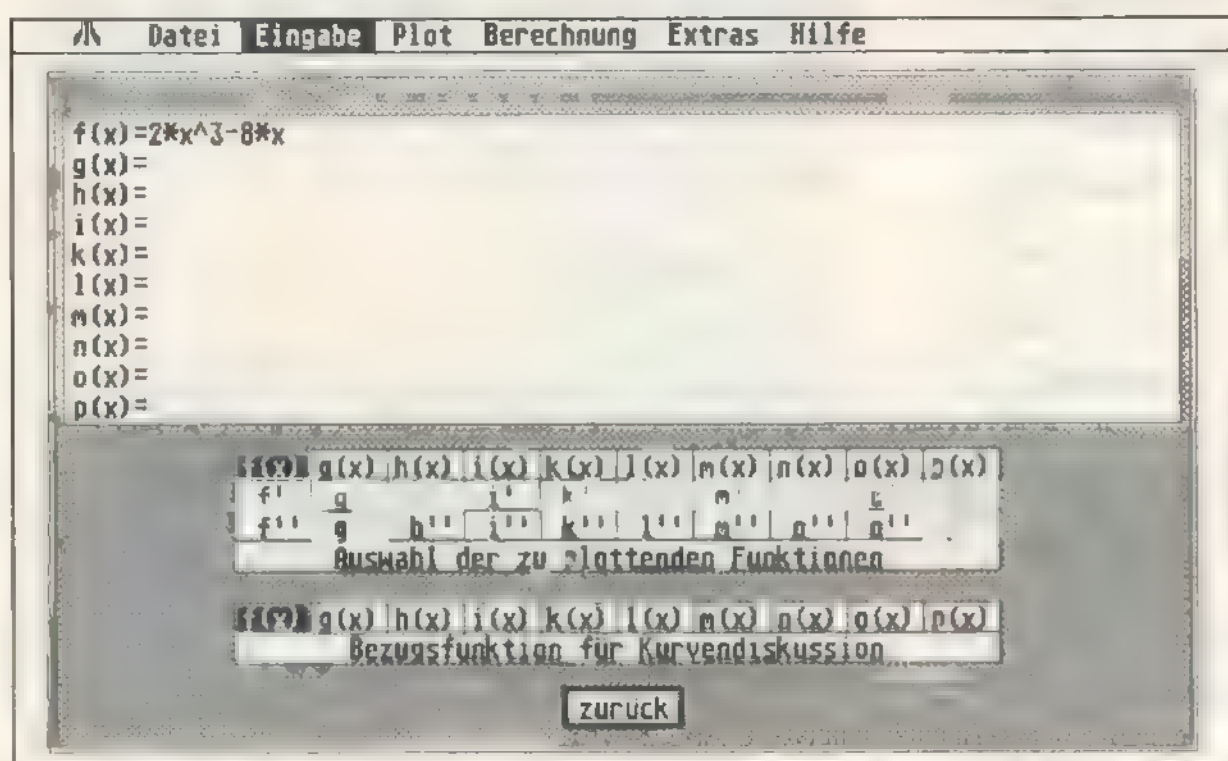 Datei Eingabe Plot Berechnung Extras Hilfe
f(x)=2*x^3-8*x
g(x)=
h(x)=
i(x)=
k(x)=
l(x)=
m(x)=
n(x)=
o(x)=
p(x)=
f(x) g(x) h(x) i(x) k(x) l(x) m(x) n(x) o(x) p(x)
f' g i' k' m
f'' g h'' i'' k'' l'' m'' n'' o''
Auswahl der zu plottenden Funktionen
f(x) g(x) h(x) i(x) k(x) l(x) m(x) n(x) o(x) p(x)
Bezugsfunktion für Kurvendiskussion
zurück